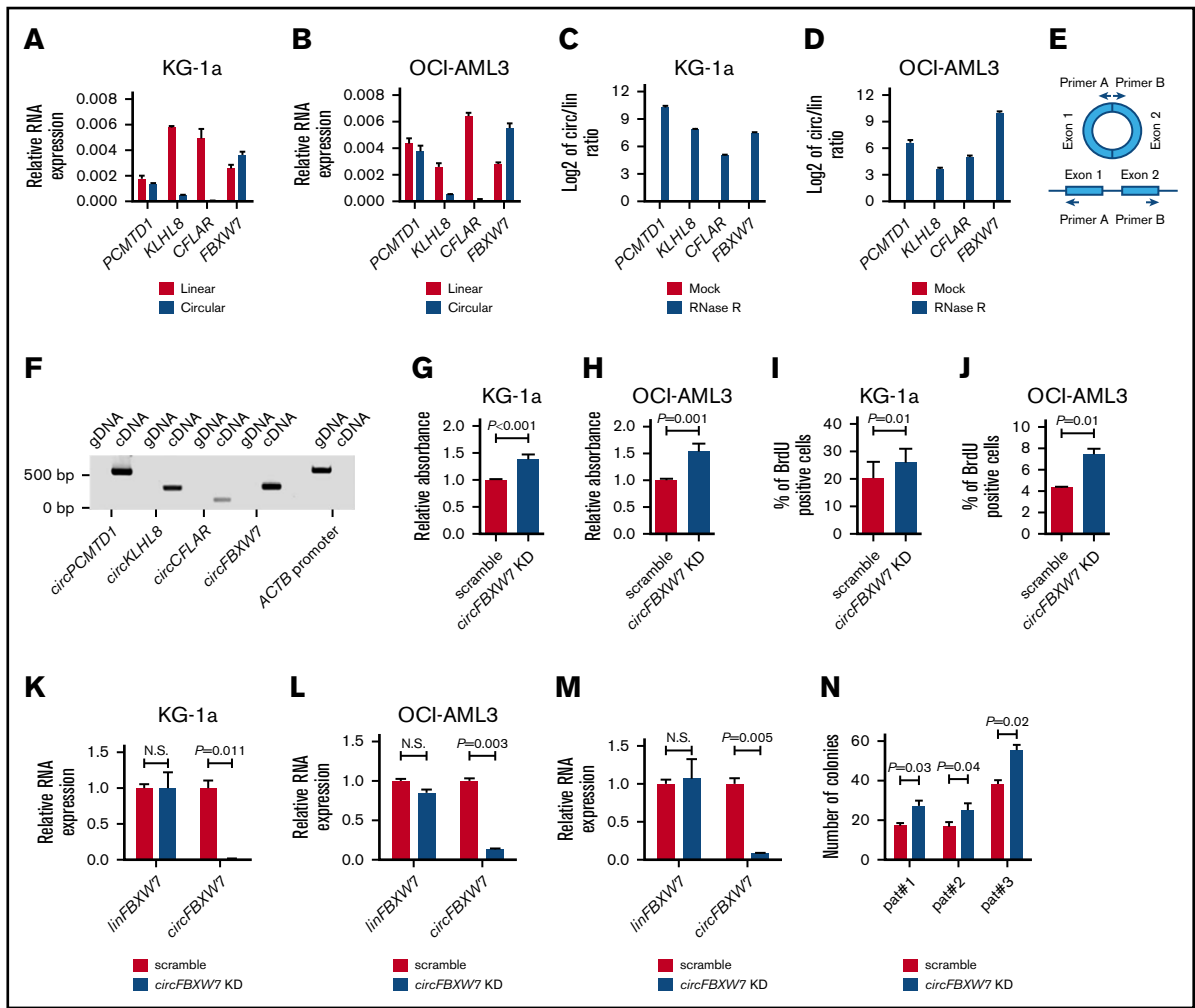 A
KG-1a
Relative RNA
expression
0.008
0.006
0.004
0.002
0.000
PCMTD1
KLHL8
CFLAR
FBXW7
Linear
Circular
B
OCI-AML3
Relative RNA
expression
0.008
0.006
0.004
0.002
0.000
PCMTD1
KLHL8
CFLAR
FBXW7
Linear
Circular
C
KG-1a
Log2 of circ/lin
ratio
12
9
6
3
0
PCMTD1
KLHL8
CFLAR
FBXW7
Mock
RNase R
D
OCI-AML3
Log2 of circ/lin
ratio
12
9
6
3
0
PCMTD1
KLHL8
CFLAR
FBXW7
Mock
RNase R
E
Primer A Primer B
Exon 1
Exon 2
Exon 1 Exon 2
Primer A Primer B
F
gDNA
cDNA
gDNA
cDNA
gDNA
cDNA
gDNA
cDNA
gDNA
cDNA
500 bp
0 bp
circPCMTD1
circKLHL8
circCFLAR
circFBXW7
ACTB promoter
G
KG-1a
Relative absorbance
2.0
1.5
1.0
0.5
0.0
P<0.001
scramble
circFBXW7 KD
H
OCI-AML3
Relative absorbance
2.0
1.5
1.0
0.5
0.0
P=0.001
scramble
circFBXW7 KD
I
KG-1a
% of BrdU
positive cells
40
30
20
10
0
P=0.01
scramble
circFBXW7 KD
J
OCI-AML3
% of BrdU
positive cells
10
8
6
4
2
0
P=0.01
scramble
circFBXW7 KD
K
KG-1a
Relative RNA
expression
1.5
1.0
0.5
0.0
N.S.
P=0.011
linFBXW7
circFBXW7
scramble
circFBXW7 KD
L
OCI-AML3
Relative RNA
expression
1.5
1.0
0.5
0.0
N.S.
P=0.003
linFBXW7
circFBXW7
scramble
circFBXW7 KD
M
Relative RNA
expression
1.5
1.0
0.5
0.0
N.S.
P=0.005
linFBXW7
circFBXW7
scramble
circFBXW7 KD
N
Number of colonies
60
40
20
0
P=0.03
P=0.04
P=0.02
pat#1
pat#2
pat#3
scramble
circFBXW7 KD